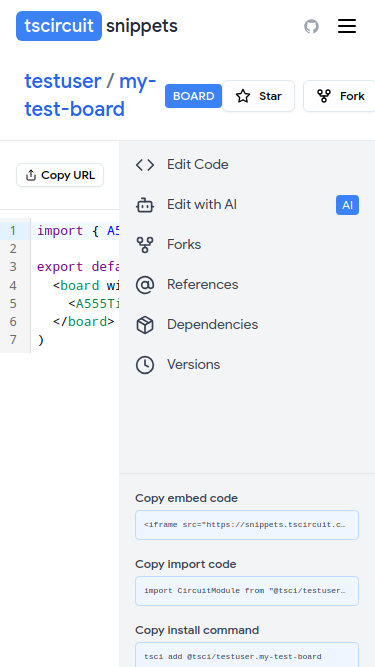 tscircuit snippets
testuser / my-
test-board
BOARD
Star
Fork
Copy URL
1 import { A5
2
3 export defa
4 <board wi
5 <A555Ti
6 </board>
7 )
Edit Code
Edit with AI
AI
Forks
References
Dependencies
Versions
Copy embed code
<iframe src="https://snippets.tscircuit.c…
Copy import code
import CircuitModule from "@tsci/testuser…
Copy install command
tsci add @tsci/testuser.my-test-board